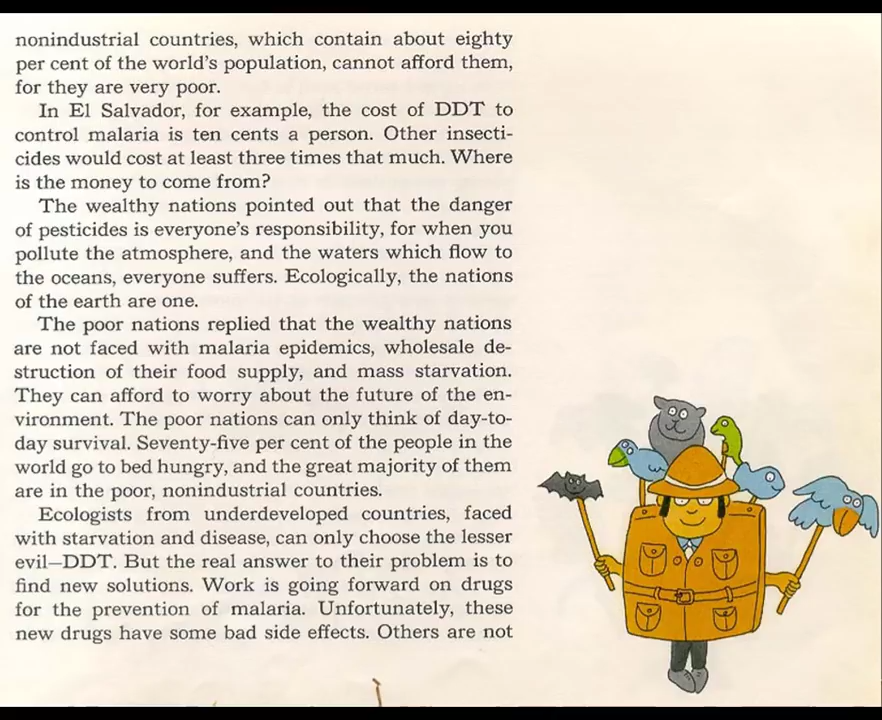 nonindustrial countries, which contain about eighty
per cent of the world's population, cannot afford them,
for they are very poor.
In El Salvador, for example, the cost of DDT to
control malaria is ten cents a person. Other insecti-
cides would cost at least three times that much. Where
is the money to come from?
The wealthy nations pointed out that the danger
of pesticides is everyone's responsibility, for when you
pollute the atmosphere, and the waters which flow to
the oceans, everyone suffers. Ecologically, the nations
of the earth are one.
The poor nations replied that the wealthy nations
are not faced with malaria epidemics, wholesale de-
struction of their food supply, and mass starvation.
They can afford to worry about the future of the en-
vironment. The poor nations can only think of day-to-
day survival. Seventy-five per cent of the people in the
world go to bed hungry, and the great majority of them
are in the poor, nonindustrial countries.
Ecologists from underdeveloped countries, faced
with starvation and disease, can only choose the lesser
evil—DDT. But the real answer to their problem is to
find new solutions. Work is going forward on drugs
for the prevention of malaria. Unfortunately, these
new drugs have some bad side effects. Others are not